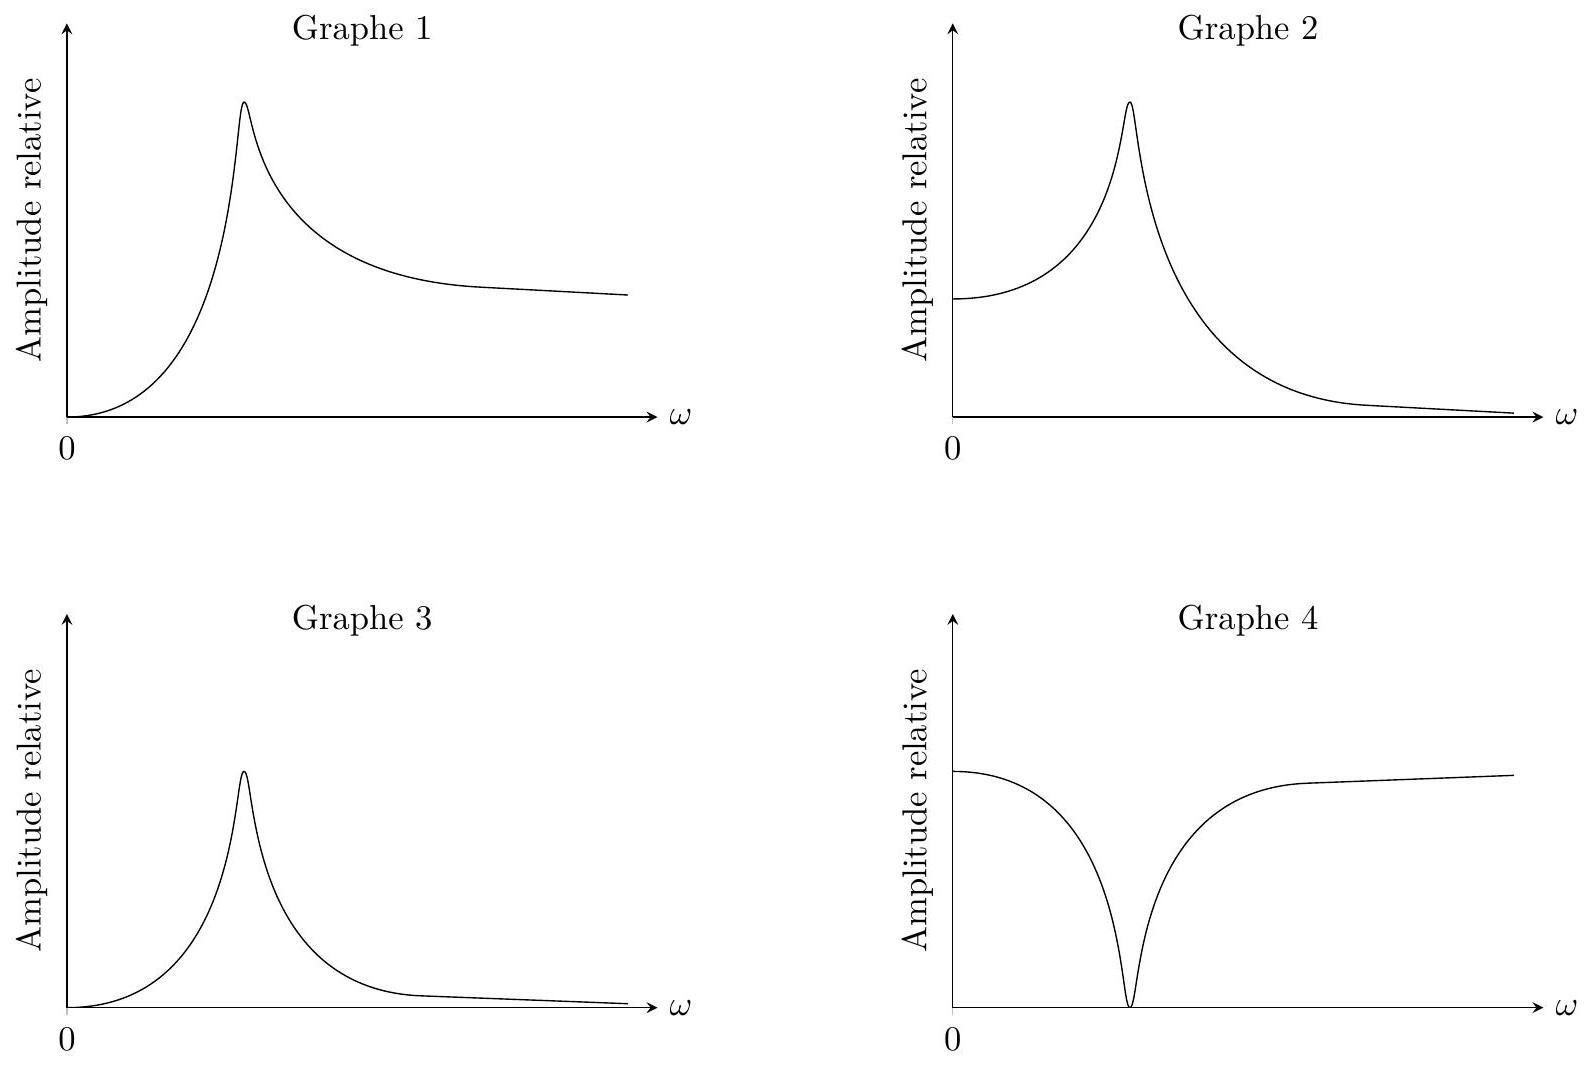 Graphe 1
Amplitude relative
ω
0
Graphe 2
Amplitude relative
ω
0
Graphe 3
Amplitude relative
ω
0
Graphe 4
Amplitude relative
ω
0